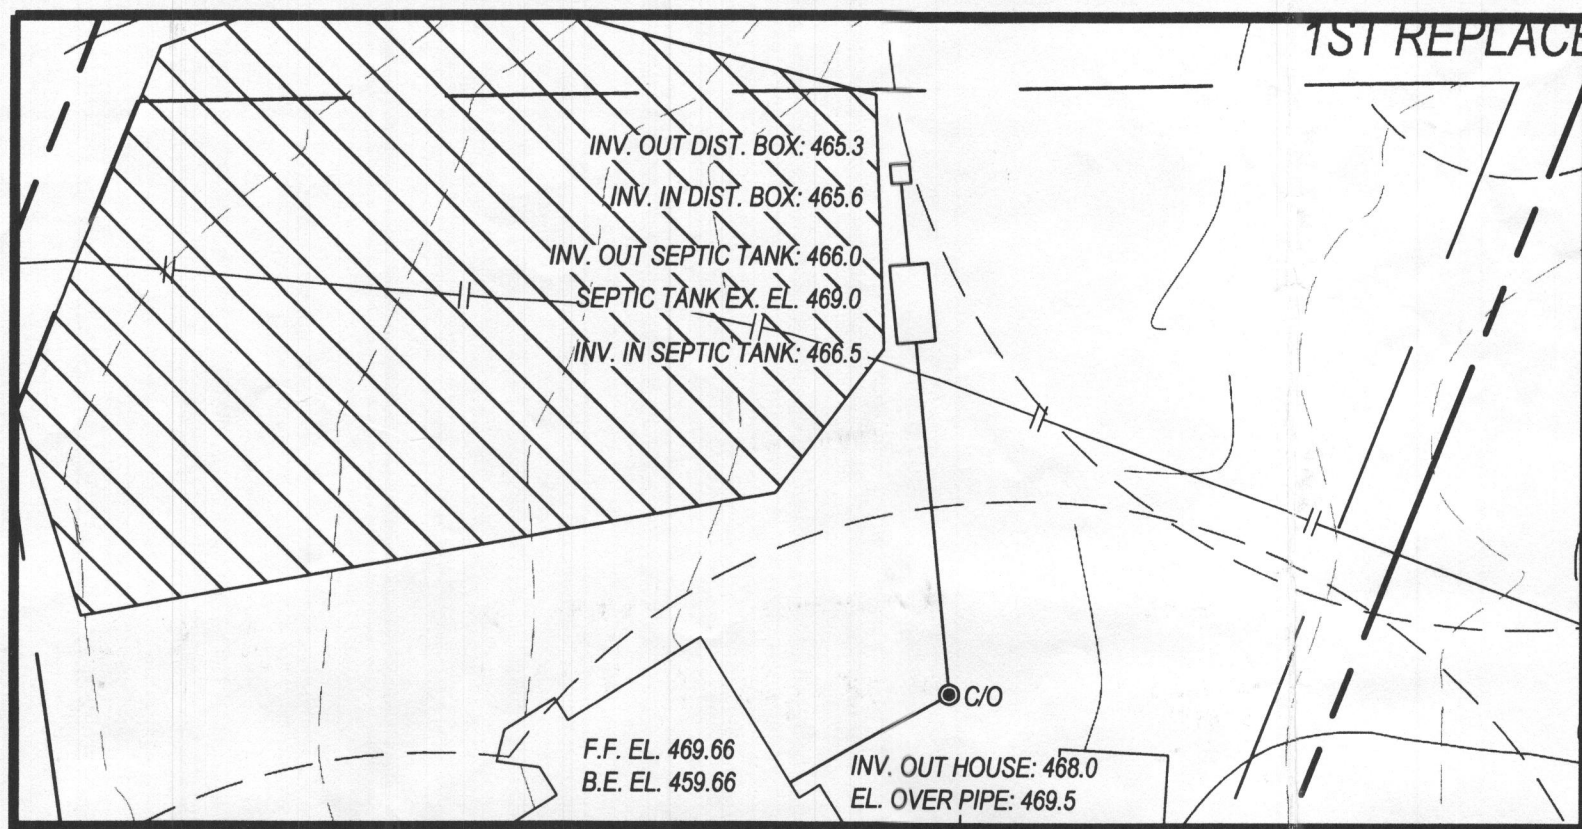 1ST REPLACE
INV. OUT DIST. BOX: 465.3
INV. IN DIST. BOX: 465.6
INV. OUT SEPTIC TANK: 466.0
SEPTIC TANK EX. EL. 469.0
INV. IN SEPTIC TANK: 466.5
C/O
F.F. EL. 469.66
B.E. EL. 459.66
INV. OUT HOUSE: 468.0
EL. OVER PIPE: 469.5